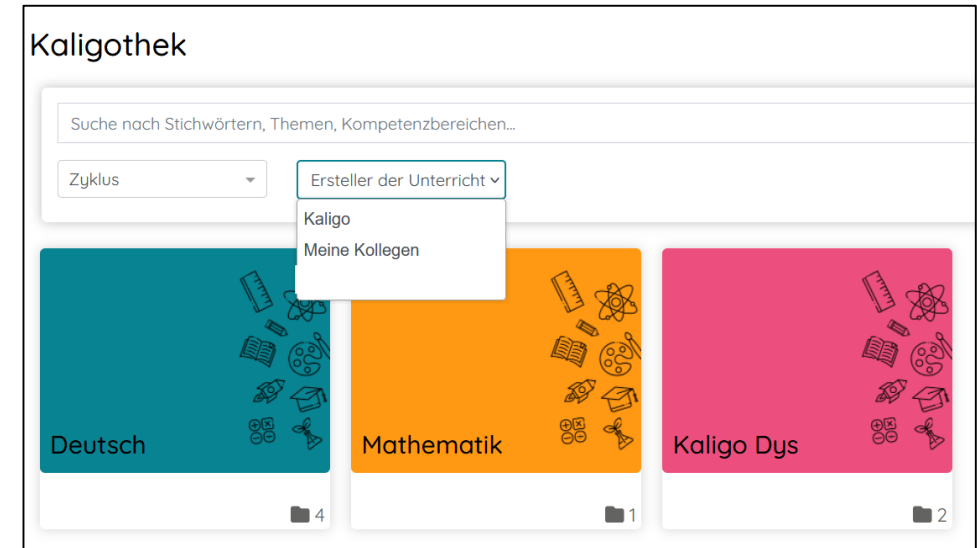 Kaligothek
Suche nach Stichwörtern, Themen, Kompetenzbereichen...
Zyklus
Ersteller der Unterricht
Kaligo
Meine Kollegen
Deutsch
Mathematik
Kaligo Dys
4
1
2